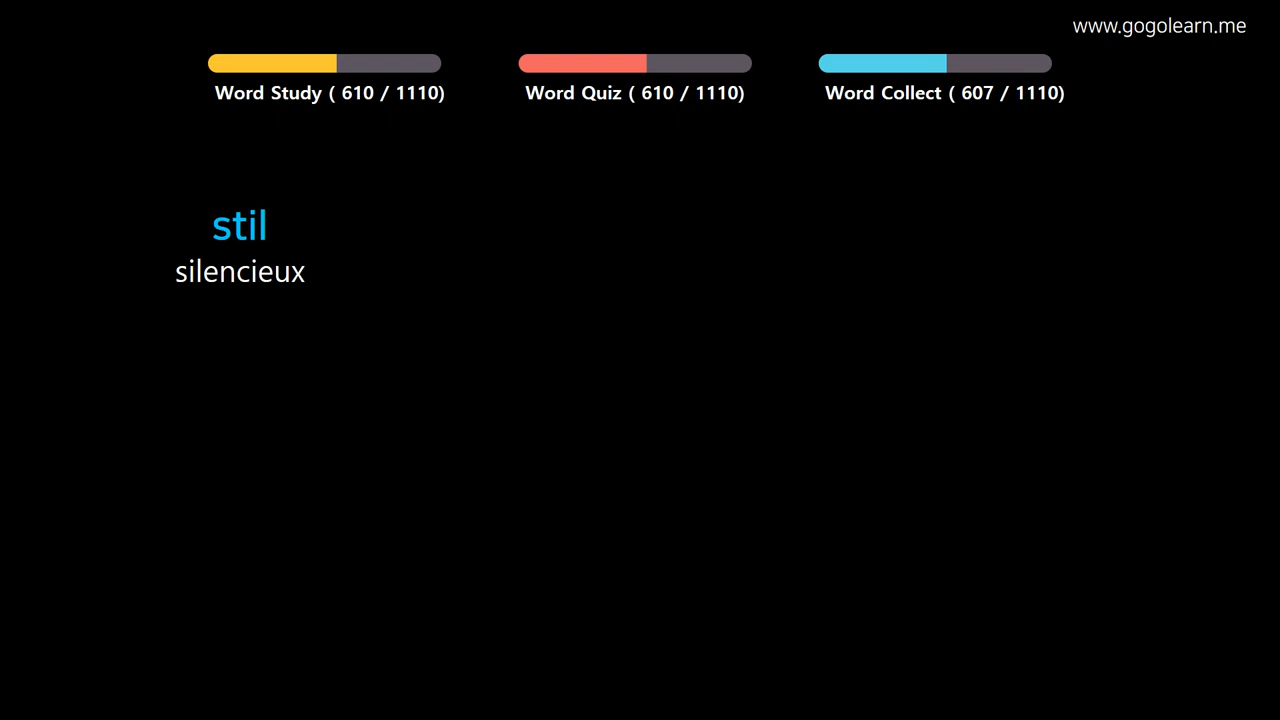 www.gogolearn.me
Word Study ( 610 / 1110)
Word Quiz ( 610 / 1110)
Word Collect ( 607 / 1110)
stil
silencieux